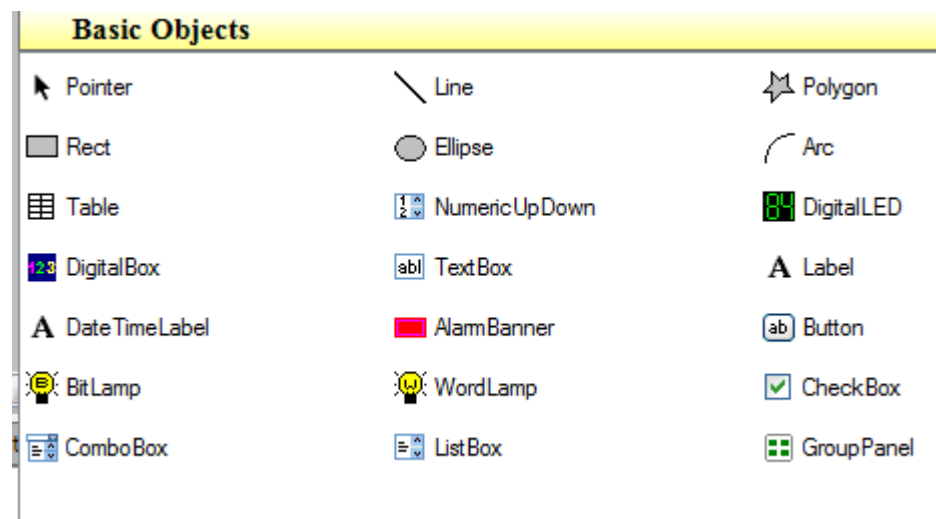 Basic Objects
Pointer Line Polygon
Rect Ellipse Arc
Table NumericUpDown DigitalLED
DigitalBox TextBox Label
DateTimeLabel AlarmBanner Button
BitLamp WordLamp CheckBox
ComboBox ListBox GroupPanel